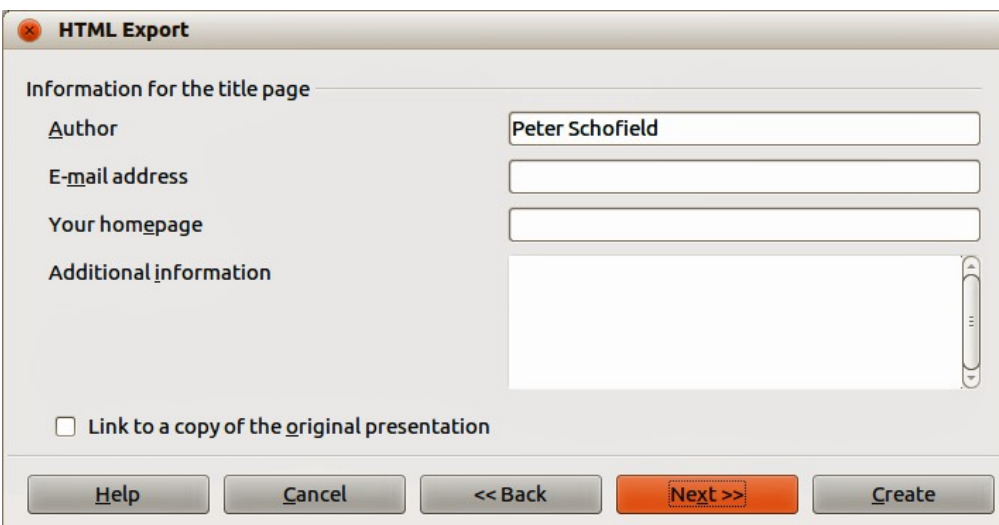 HTML Export
Information for the title page
Author
Peter Schofield
E-mail address
Your homepage
Additional information
Link to a copy of the original presentation
Help
Cancel
<< Back
Next >>
Create